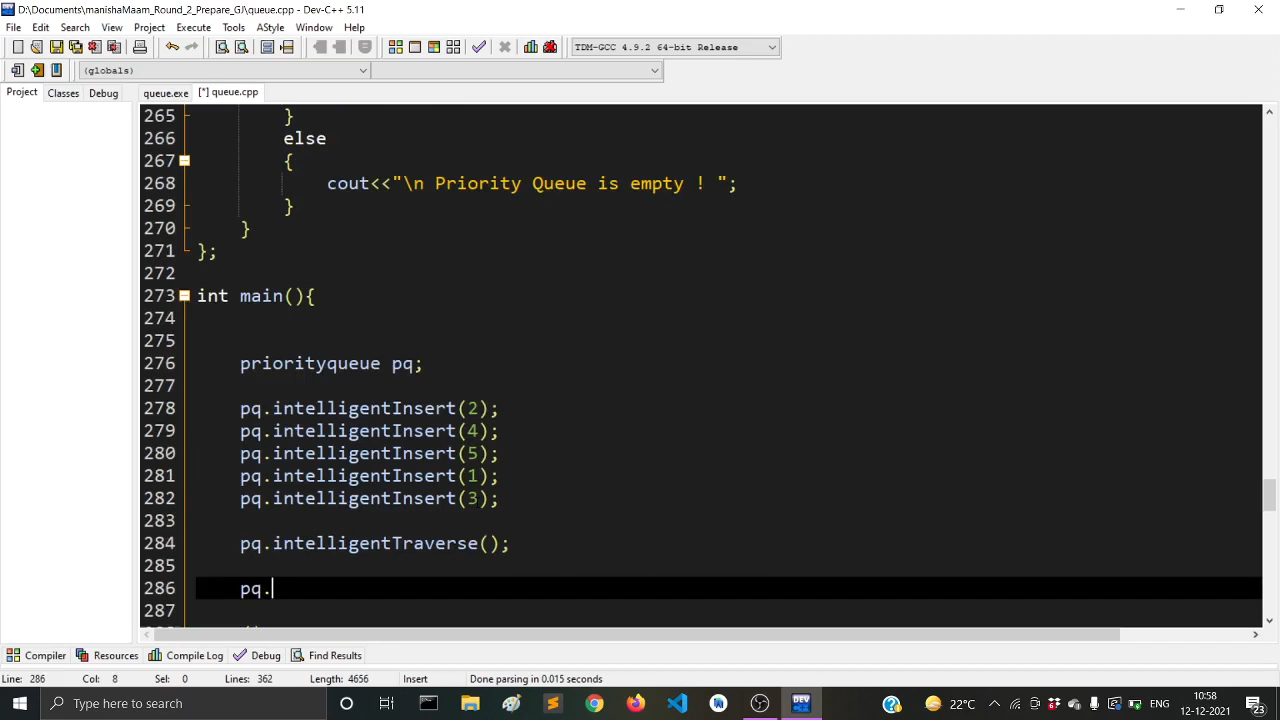 D:\Documents\manishaMaam_Round_2_Prepare_GJ\queue.cpp - Dev-C++ 5.11
File Edit Search View Project Execute Tools AStyle Window Help
TDM-GCC 4.9.2 64-bit Release
(globals)
Project Classes Debug queue.exe [*] queue.cpp
265 }
266 else
267 {
268 cout<<"\n Priority Queue is empty ! ";
269 }
270 }
271 };
272
273 int main(){
274
275
276 priorityqueue pq;
277
278 pq.intelligentInsert(2);
279 pq.intelligentInsert(4);
280 pq.intelligentInsert(5);
281 pq.intelligentInsert(1);
282 pq.intelligentInsert(3);
283
284 pq.intelligentTraverse();
285
286 pq.
287
Compiler Resources Compile Log Debug Find Results
Line: 286 Col: 8 Sel: 0 Lines: 362 Length: 4656 Insert Done parsing in 0.015 seconds
Type here to search 22°C ENG 10:58
12-12-2021 23